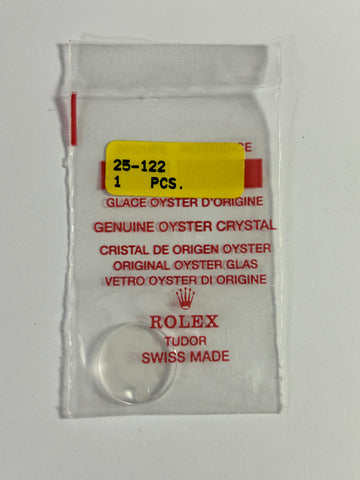 REFERENCE
25-122
1 PCS.
GLACE OYSTER D'ORIGINE
GENUINE OYSTER CRYSTAL
CRISTAL DE ORIGEN OYSTER
ORIGINAL OYSTER GLAS
VETRO OYSTER DI ORIGINE
ROLEX
TUDOR
SWISS MADE